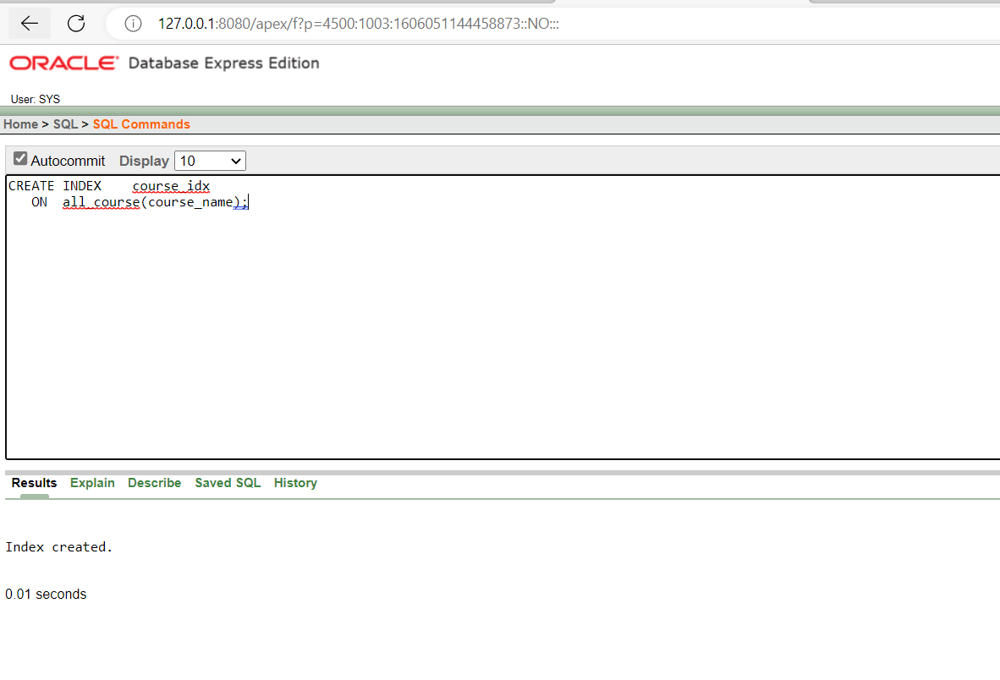 127.0.0.1:8080/apex/f?p=4500:1003:1606051144458873::NO:::
ORACLE Database Express Edition
User: SYS
Home > SQL > SQL Commands
Autocommit Display 10
CREATE INDEX course_idx
ON all_course(course_name);
Results Explain Describe Saved SQL History
Index created.
0.01 seconds